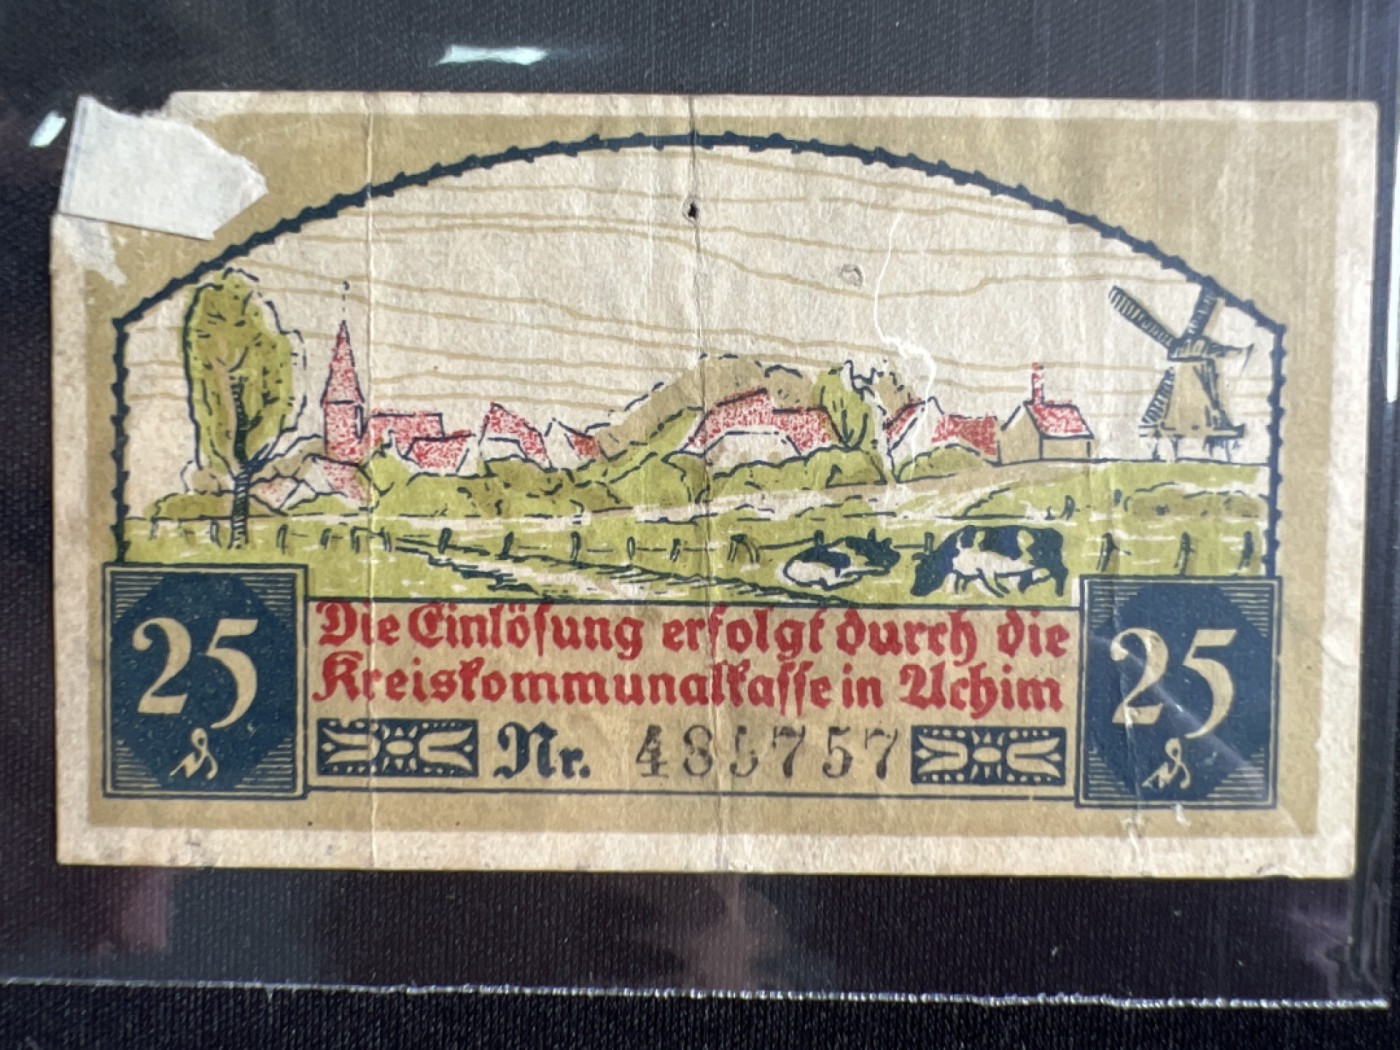 Die Einlösung erfolgt durch die
Kreiskommunalkasse in Achim
25 ₰ Nr. 25 ₰